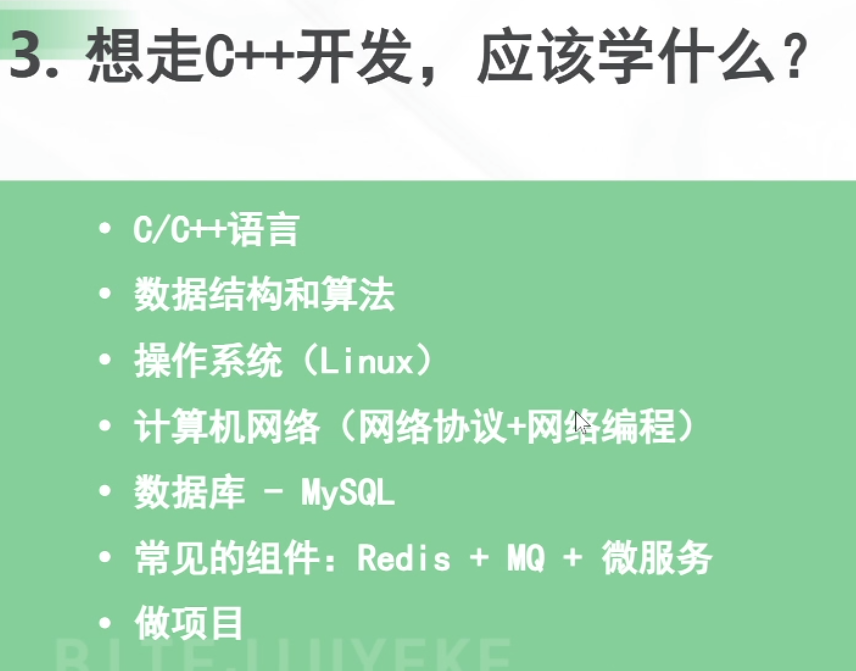 3. 想走C++开发，应该学什么？
• C/C++语言
• 数据结构和算法
• 操作系统（Linux）
• 计算机网络（网络协议+网络编程）
• 数据库 - MySQL
• 常见的组件：Redis + MQ + 微服务
• 做项目